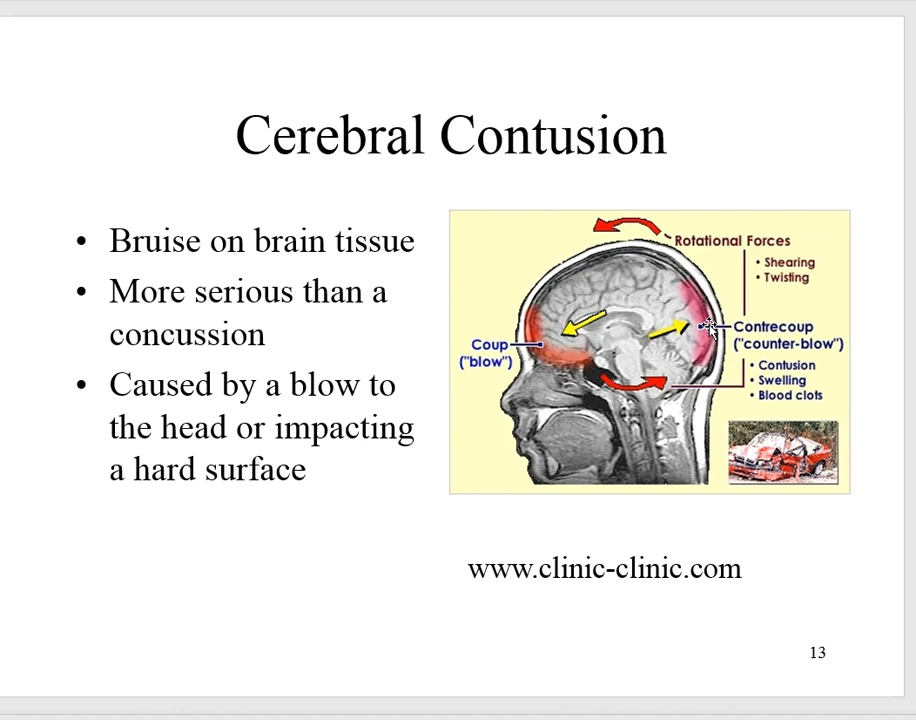 Cerebral Contusion
• Bruise on brain tissue
• More serious than a
concussion
• Caused by a blow to
the head or impacting
a hard surface
Rotational Forces
• Shearing
• Twisting
Coup
("blow")
Contrecoup
("counter-blow")
• Contusion
• Swelling
• Blood clots
www.clinic-clinic.com
13